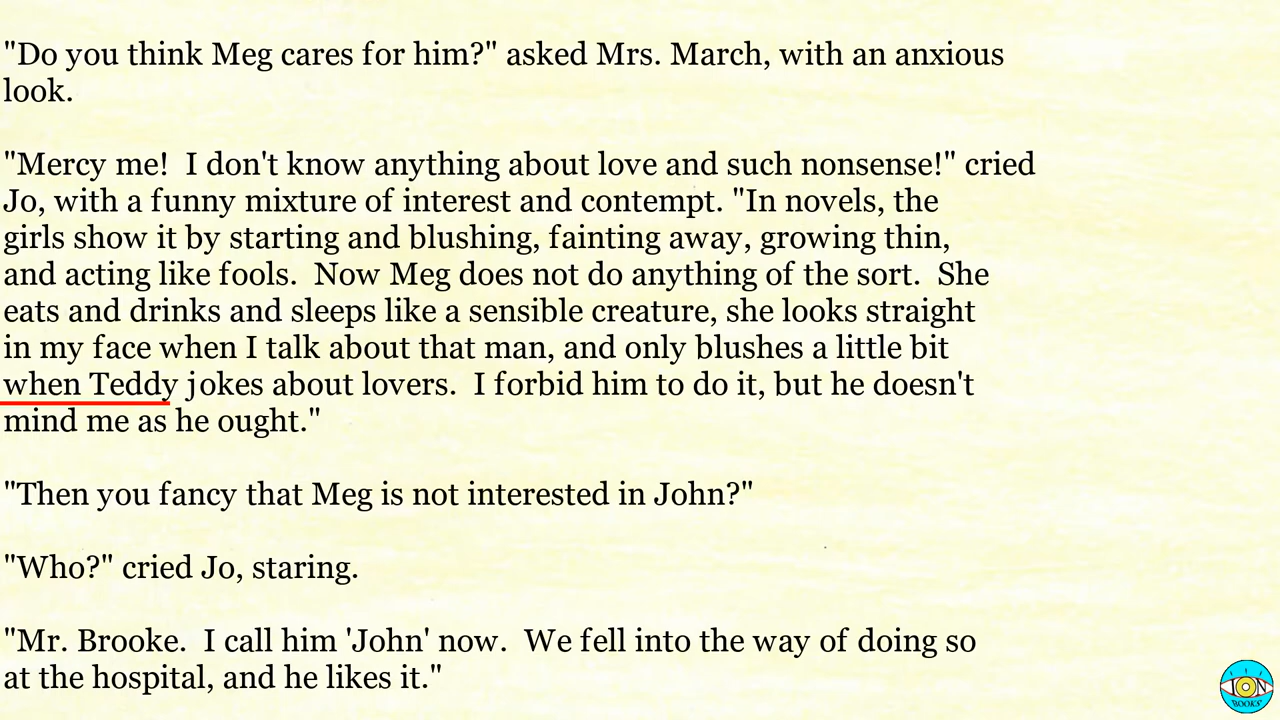 "Do you think Meg cares for him?" asked Mrs. March, with an anxious
look.
"Mercy me!  I don't know anything about love and such nonsense!" cried
Jo, with a funny mixture of interest and contempt. "In novels, the
girls show it by starting and blushing, fainting away, growing thin,
and acting like fools.  Now Meg does not do anything of the sort.  She
eats and drinks and sleeps like a sensible creature, she looks straight
in my face when I talk about that man, and only blushes a little bit
when Teddy jokes about lovers.  I forbid him to do it, but he doesn't
mind me as he ought."
"Then you fancy that Meg is not interested in John?"
"Who?" cried Jo, staring.
"Mr. Brooke.  I call him 'John' now.  We fell into the way of doing so
at the hospital, and he likes it."
ION
BOOKS